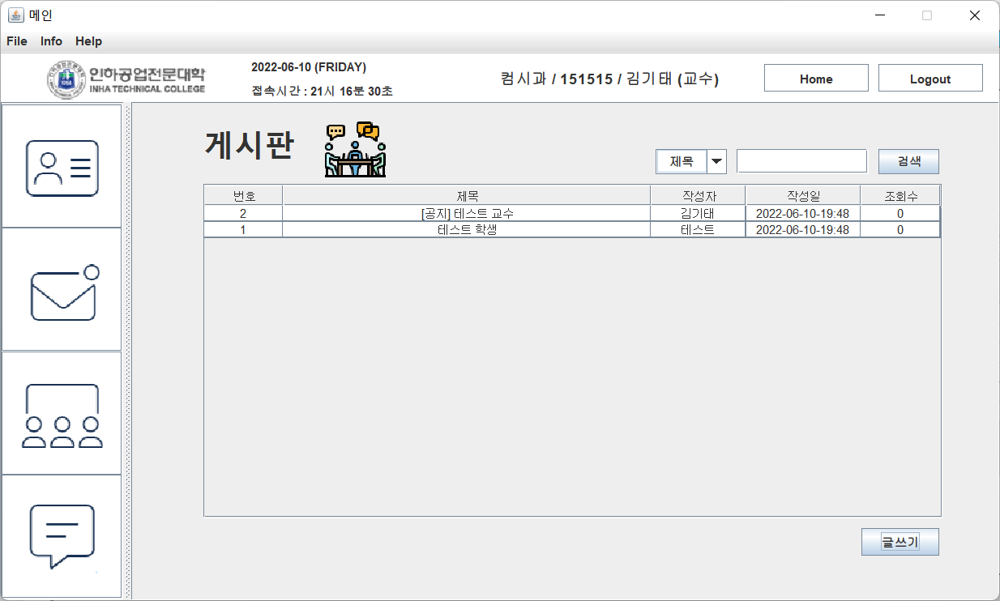 메인
File Info Help
인하공업전문대학
INHA TECHNICAL COLLEGE
2022-06-10 (FRIDAY)
접속시간 : 21시 16분 30초
컴시과 / 151515 / 김기태 (교수)
Home
Logout
게시판
제목
검색
번호 제목 작성자 작성일 조회수
2 [공지] 테스트 교수 김기태 2022-06-10-19:48 0
1 테스트 학생 테스트 2022-06-10-19:48 0
글쓰기